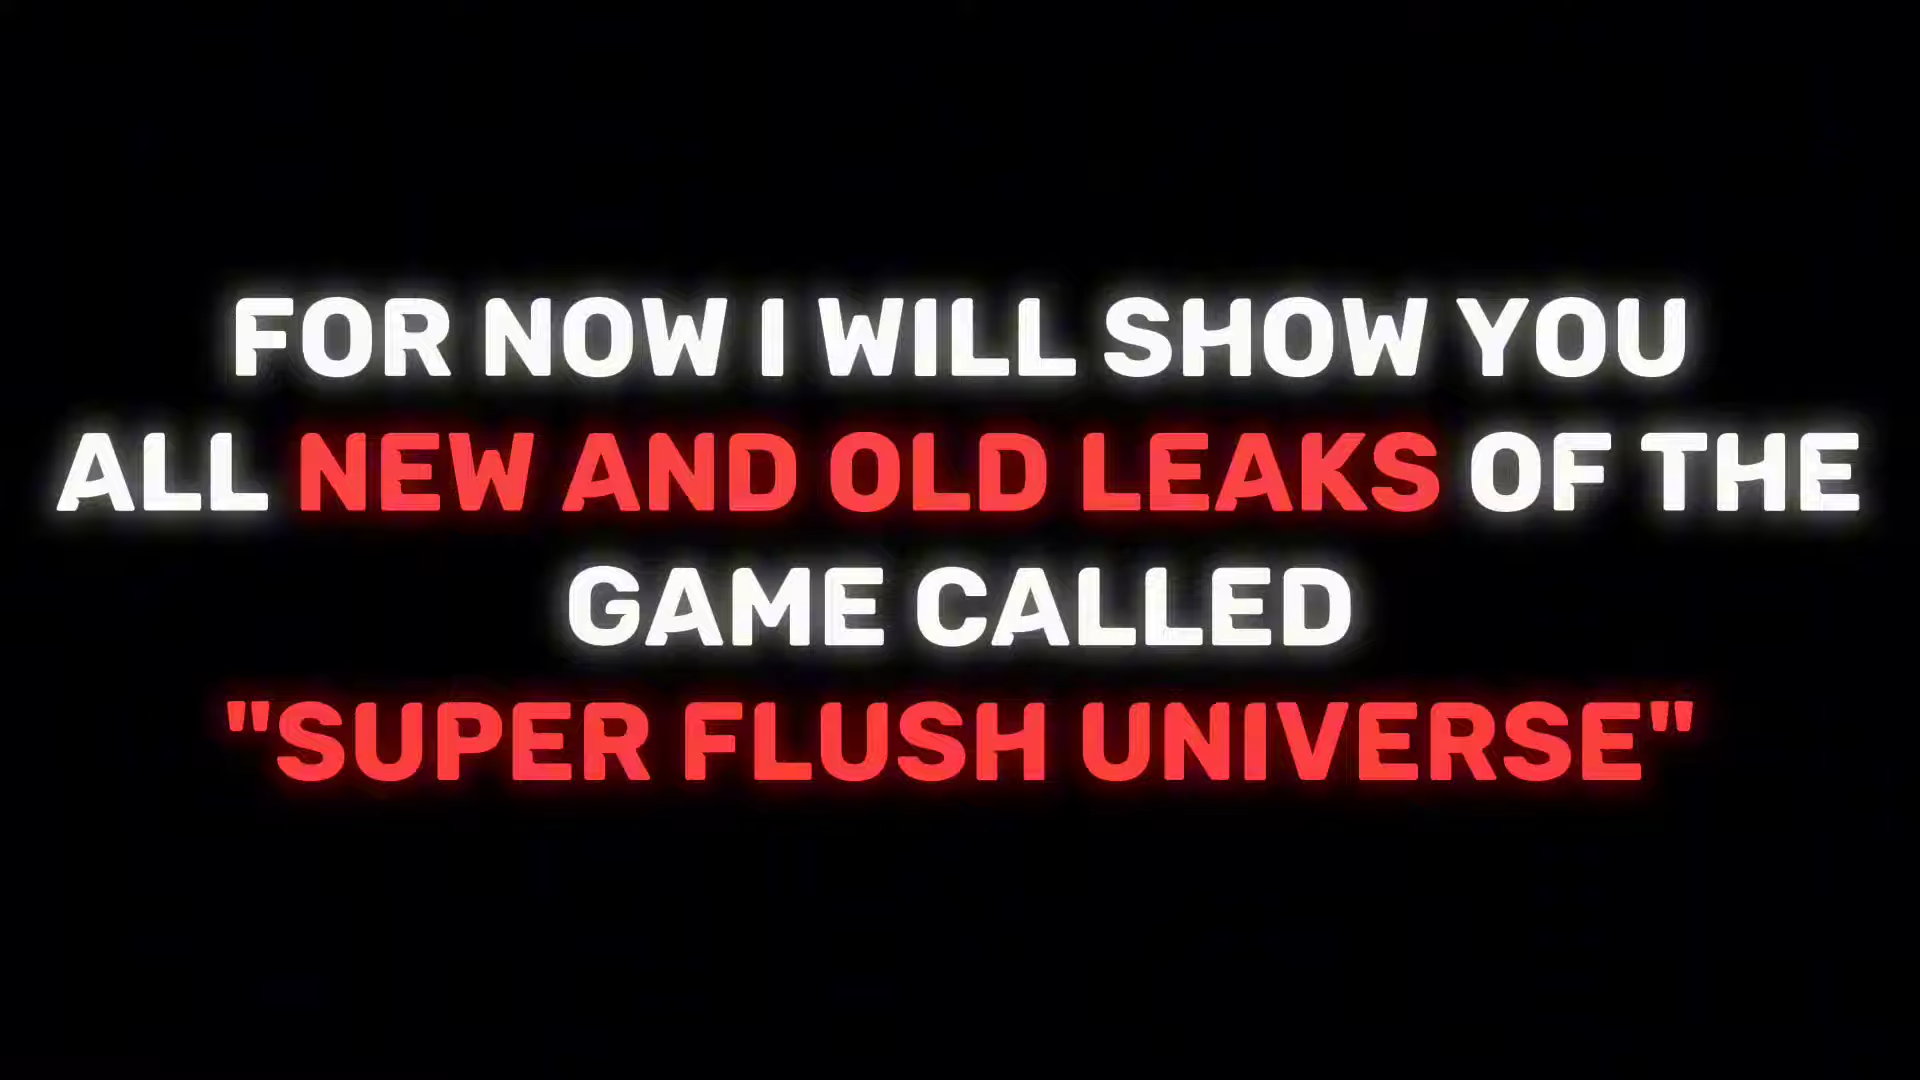 FOR NOW I WILL SHOW YOU
ALL NEW AND OLD LEAKS OF THE
GAME CALLED
"SUPER FLUSH UNIVERSE"